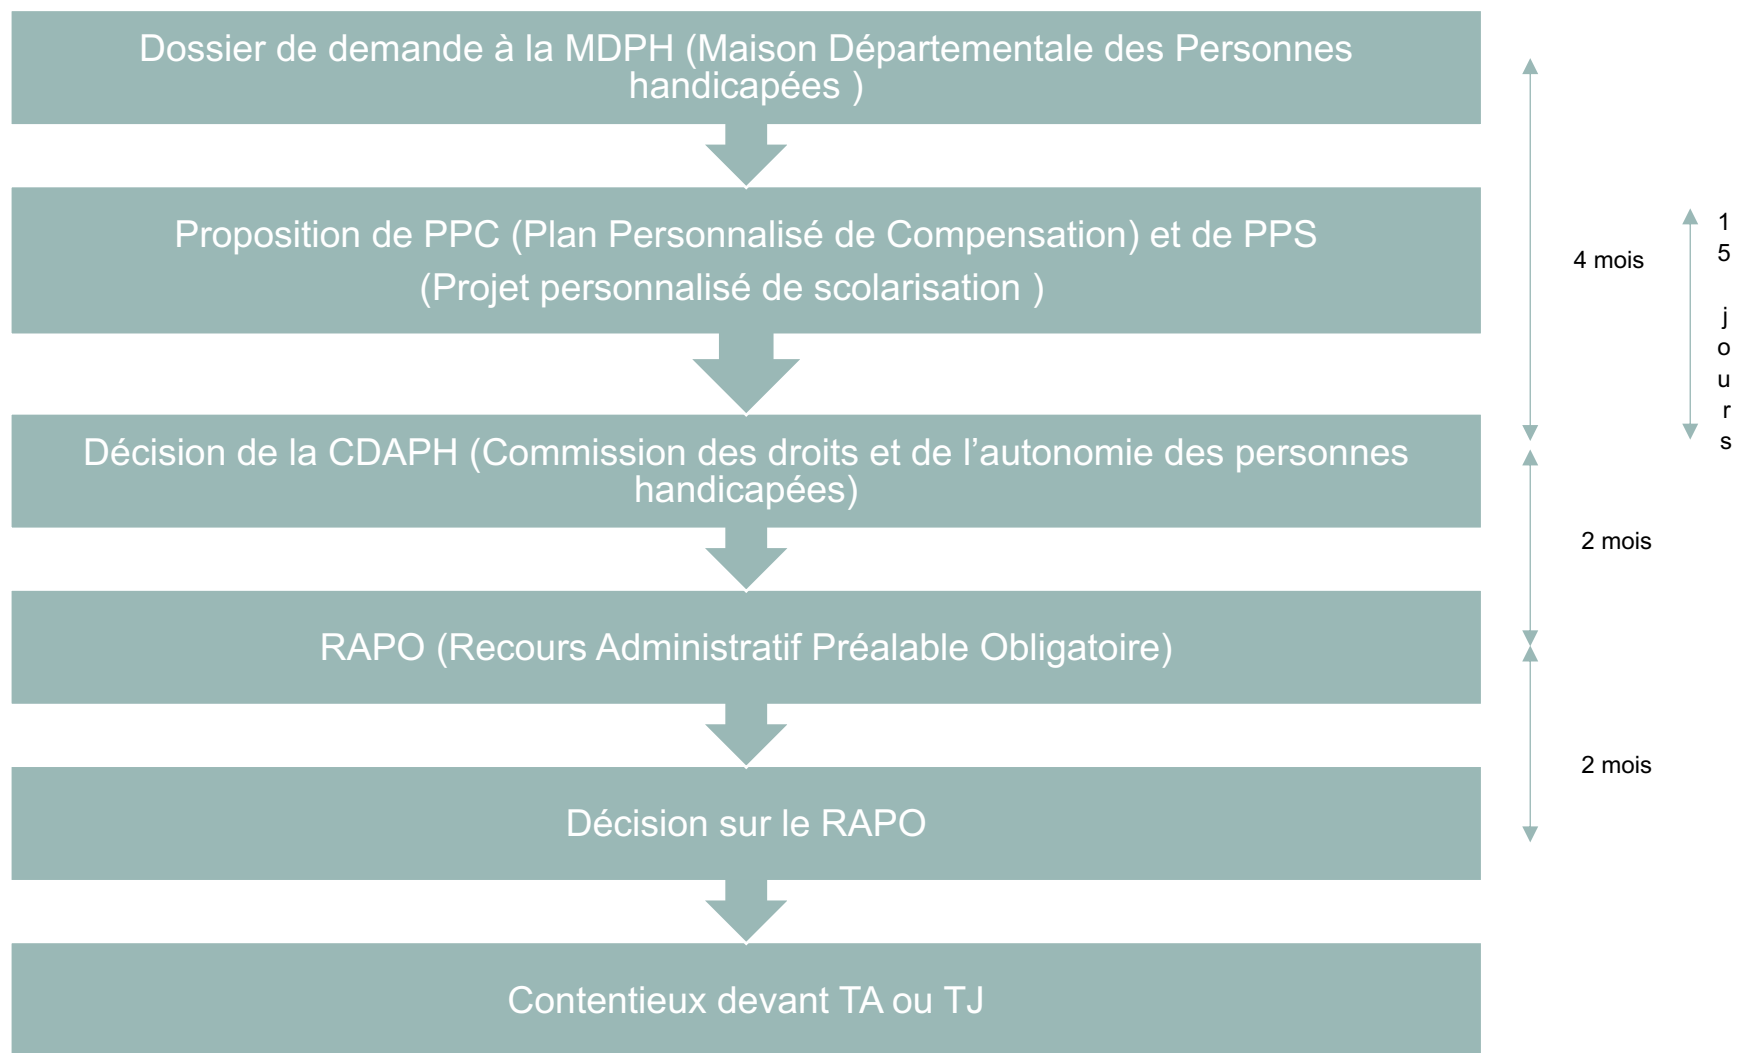 Dossier de demande à la MDPH (Maison Départementale des Personnes
handicapées )
Proposition de PPC (Plan Personnalisé de Compensation) et de PPS
(Projet personnalisé de scolarisation )
4 mois
15 jours
Décision de la CDAPH (Commission des droits et de l'autonomie des personnes
handicapées)
2 mois
RAPO (Recours Administratif Préalable Obligatoire)
2 mois
Décision sur le RAPO
Contentieux devant TA ou TJ